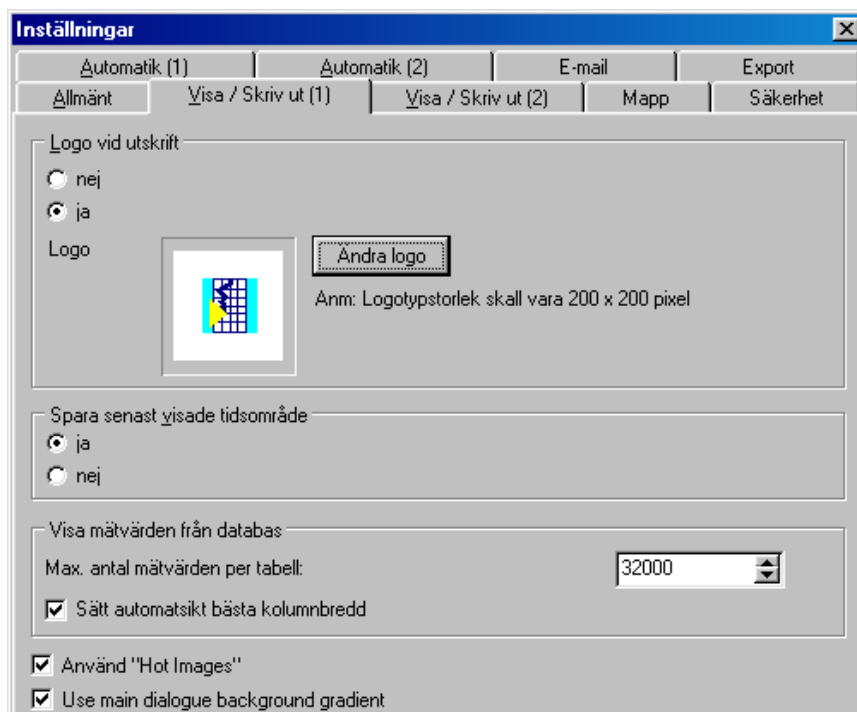 Inställningar
Automatik (1) Automatik (2) E-mail Export
Allmänt Visa / Skriv ut (1) Visa / Skriv ut (2) Mapp Säkerhet
Logo vid utskrift
nej
ja
Logo Ändra logo
Anm: Logotypstorlek skall vara 200 x 200 pixel
Spara senast visade tidsområde
ja
nej
Visa mätvärden från databas
Max. antal mätvärden per tabell: 32000
Sätt automatsikt bästa kolumnbredd
Använd "Hot Images"
Use main dialogue background gradient